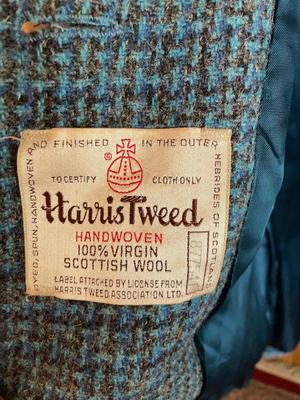 DYED, SPUN, HANDWOVEN AND FINISHED IN THE OUTER HEBRIDES OF SCOTLAND
®
TO CERTIFY CLOTH ONLY
Harris Tweed
HANDWOVEN
100% VIRGIN
SCOTTISH WOOL
LABEL ATTACHED BY LICENSE FROM
HARRIS TWEED ASSOCIATION LTD.